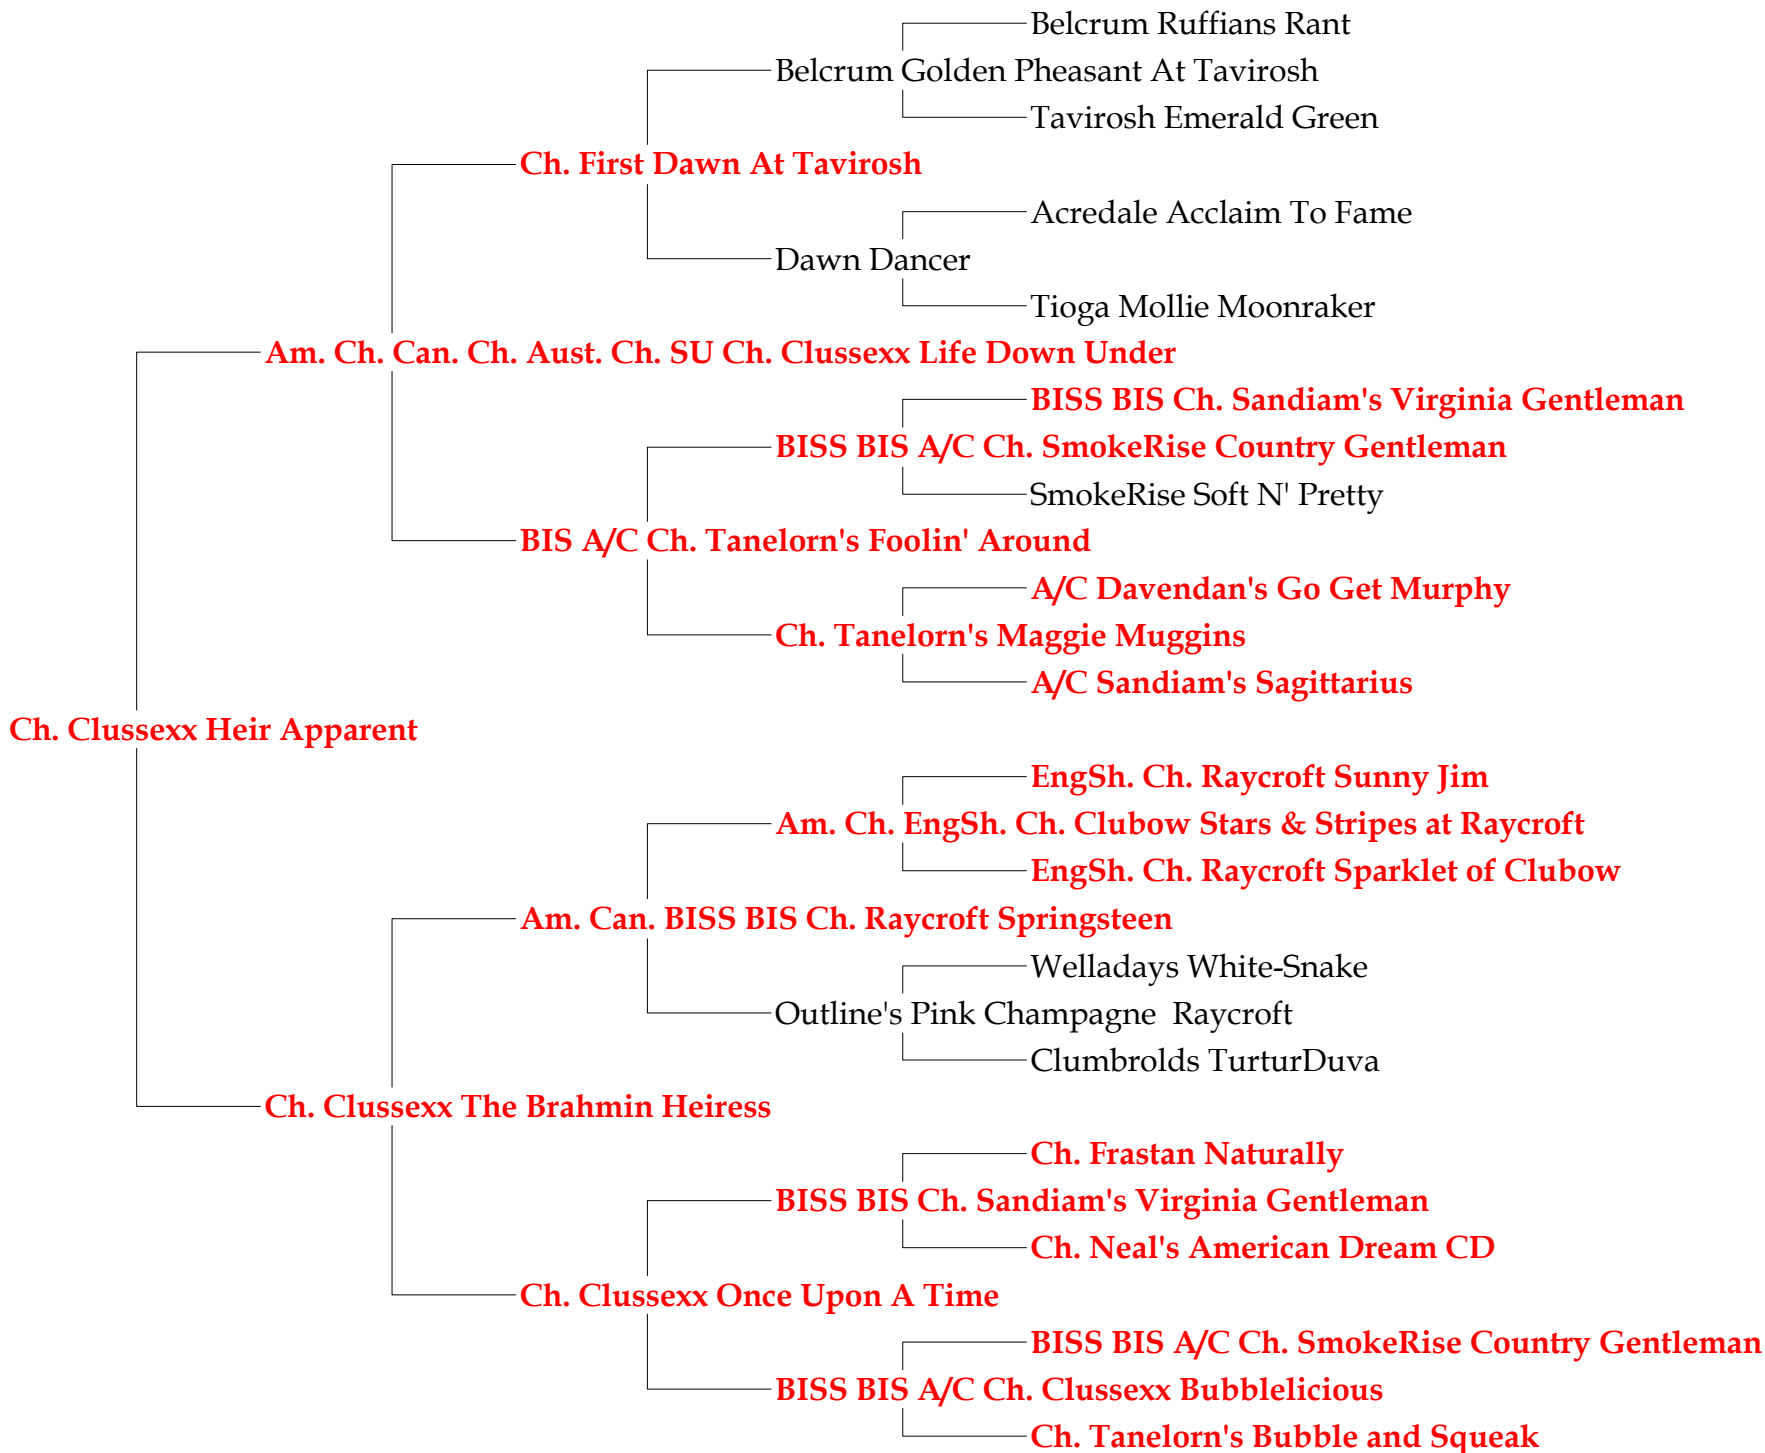 Belcrum Ruffians Rant
Belcrum Golden Pheasant At Tavirosh
Tavirosh Emerald Green
Ch. First Dawn At Tavirosh
Acredale Acclaim To Fame
Dawn Dancer
Tioga Mollie Moonraker
Am. Ch. Can. Ch. Aust. Ch. SU Ch. Clussexx Life Down Under
BISS BIS Ch. Sandiam's Virginia Gentleman
BISS BIS A/C Ch. SmokeRise Country Gentleman
SmokeRise Soft N' Pretty
BIS A/C Ch. Tanelorn's Foolin' Around
A/C Davendan's Go Get Murphy
Ch. Tanelorn's Maggie Muggins
A/C Sandiam's Sagittarius
Ch. Clussexx Heir Apparent
EngSh. Ch. Raycroft Sunny Jim
Am. Ch. EngSh. Ch. Clubow Stars & Stripes at Raycroft
EngSh. Ch. Raycroft Sparklet of Clubow
Am. Can. BISS BIS Ch. Raycroft Springsteen
Welladays White-Snake
Outline's Pink Champagne  Raycroft
Clumbrolds TurturDuva
Ch. Clussexx The Brahmin Heiress
Ch. Frastan Naturally
BISS BIS Ch. Sandiam's Virginia Gentleman
Ch. Neal's American Dream CD
Ch. Clussexx Once Upon A Time
BISS BIS A/C Ch. SmokeRise Country Gentleman
BISS BIS A/C Ch. Clussexx Bubblelicious
Ch. Tanelorn's Bubble and Squeak